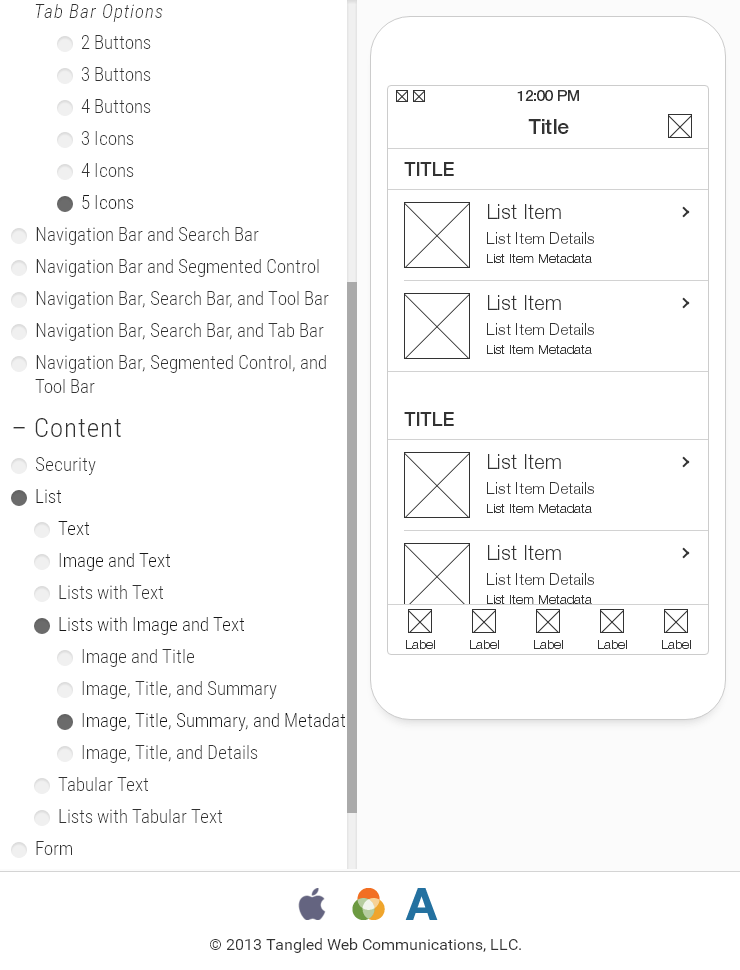 Tab Bar Options
2 Buttons
3 Buttons
4 Buttons
3 Icons
4 Icons
5 Icons
Navigation Bar and Search Bar
Navigation Bar and Segmented Control
Navigation Bar, Search Bar, and Tool Bar
Navigation Bar, Search Bar, and Tab Bar
Navigation Bar, Segmented Control, and
Tool Bar
– Content
Security
List
Text
Image and Text
Lists with Text
Lists with Image and Text
Image and Title
Image, Title, and Summary
Image, Title, Summary, and Metadat
Image, Title, and Details
Tabular Text
Lists with Tabular Text
Form
12:00 PM
Title
TITLE
List Item
List Item Details
List Item Metadata
List Item
List Item Details
List Item Metadata
TITLE
List Item
List Item Details
List Item Metadata
List Item
List Item Details
List Item Metadata
Label Label Label Label Label
A
© 2013 Tangled Web Communications, LLC.